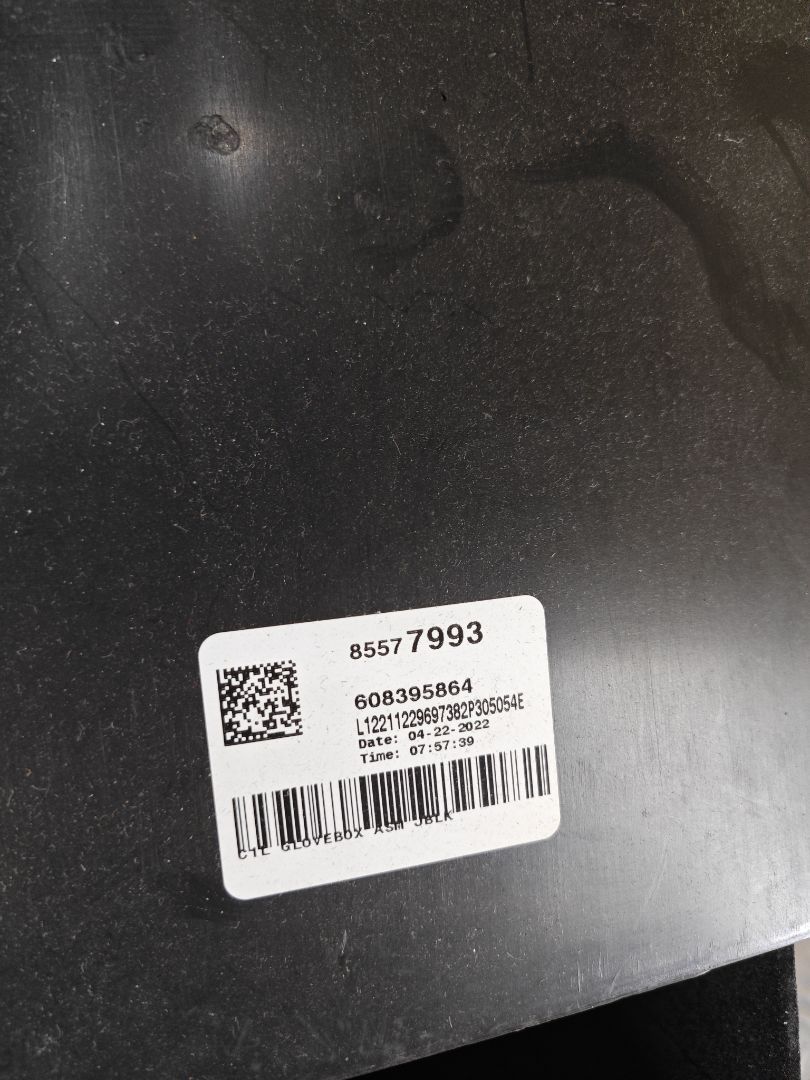 85577993
608395864
L12211229697382P305054E
Date: 04-22-2022
Time: 07:57:39
C1L GLOVEBOX ASM JBLK